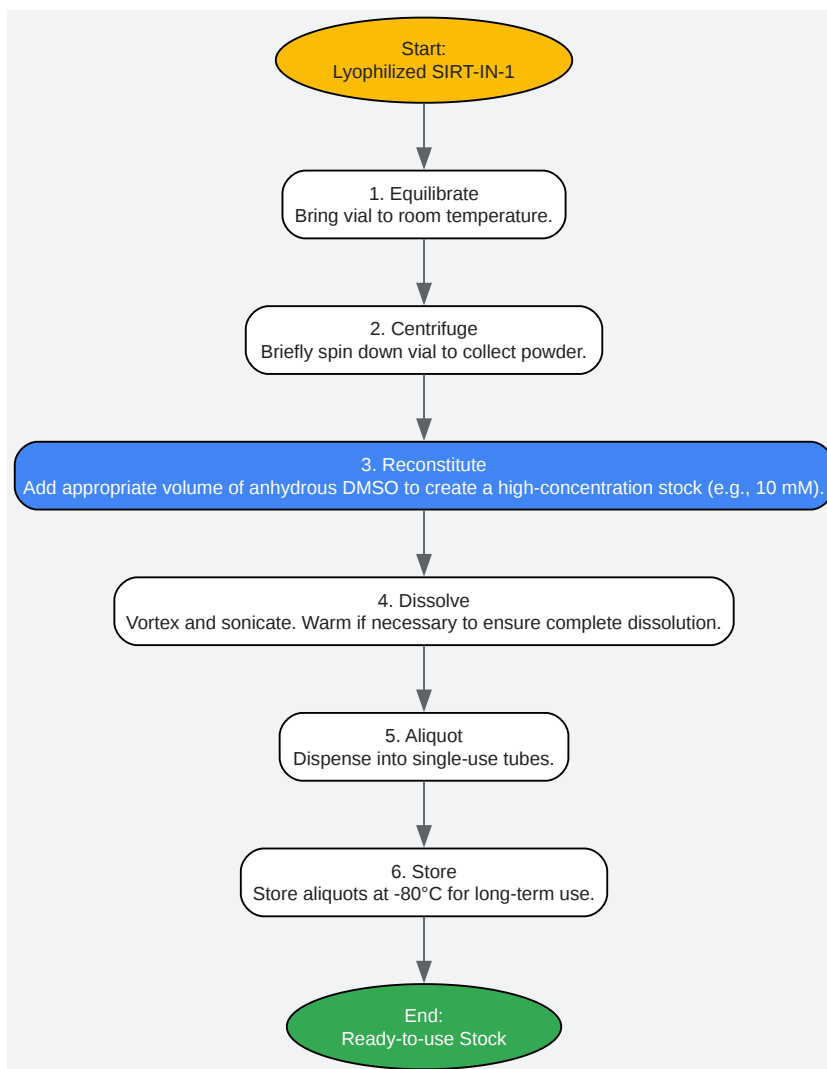 Start:
Lyophilized SIRT-IN-1
1. Equilibrate
Bring vial to room temperature.
2. Centrifuge
Briefly spin down vial to collect powder.
3. Reconstitute
Add appropriate volume of anhydrous DMSO to create a high-concentration stock (e.g., 10 mM).
4. Dissolve
Vortex and sonicate. Warm if necessary to ensure complete dissolution.
5. Aliquot
Dispense into single-use tubes.
6. Store
Store aliquots at -80°C for long-term use.
End:
Ready-to-use Stock